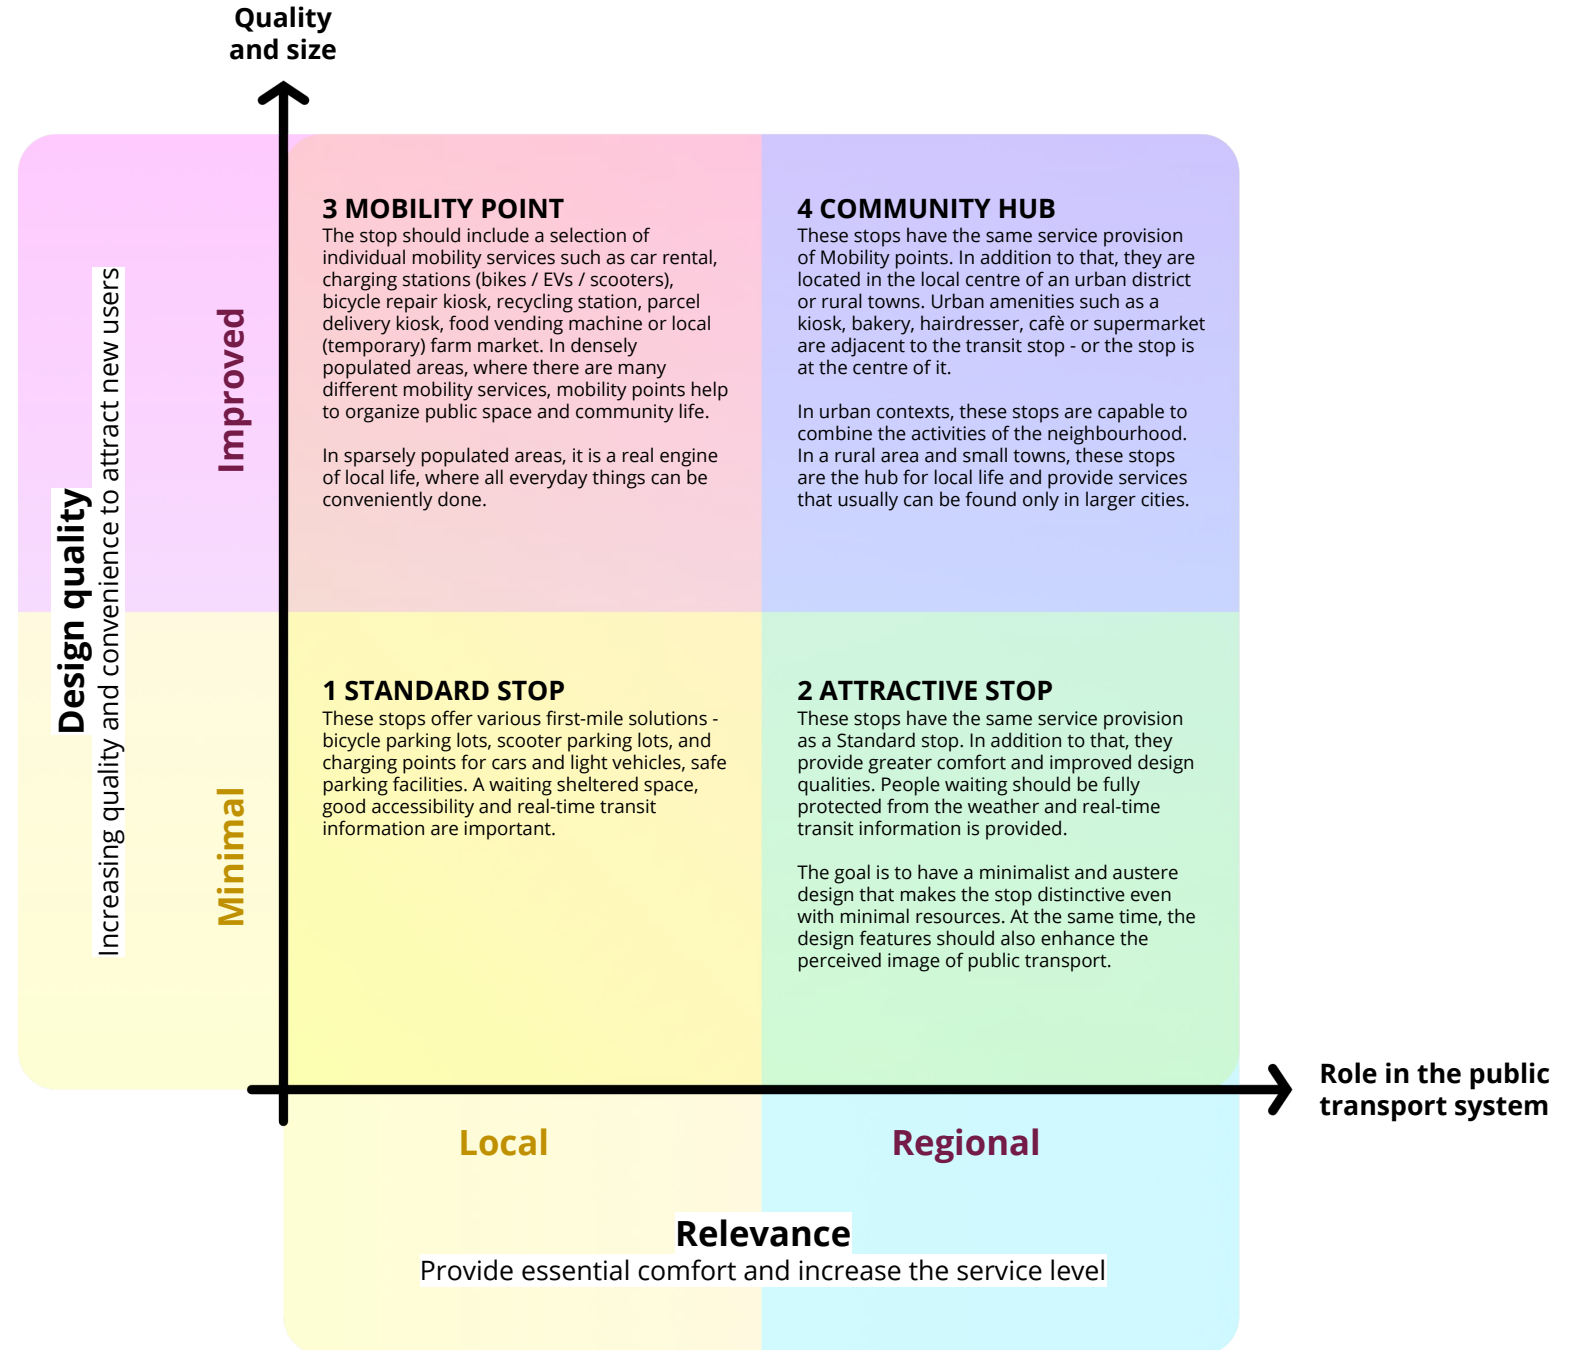 Quality
and size
Design quality
Increasing quality and convenience to attract new users
Improved
Minimal
3 MOBILITY POINT
The stop should include a selection of
individual mobility services such as car rental,
charging stations (bikes / EVs / scooters),
bicycle repair kiosk, recycling station, parcel
delivery kiosk, food vending machine or local
(temporary) farm market. In densely
populated areas, where there are many
different mobility services, mobility points help
to organize public space and community life.
In sparsely populated areas, it is a real engine
of local life, where all everyday things can be
conveniently done.
4 COMMUNITY HUB
These stops have the same service provision
of Mobility points. In addition to that, they are
located in the local centre of an urban district
or rural towns. Urban amenities such as a
kiosk, bakery, hairdresser, cafè or supermarket
are adjacent to the transit stop - or the stop is
at the centre of it.
In urban contexts, these stops are capable to
combine the activities of the neighbourhood.
In a rural area and small towns, these stops
are the hub for local life and provide services
that usually can be found only in larger cities.
1 STANDARD STOP
These stops offer various first-mile solutions -
bicycle parking lots, scooter parking lots, and
charging points for cars and light vehicles, safe
parking facilities. A waiting sheltered space,
good accessibility and real-time transit
information are important.
2 ATTRACTIVE STOP
These stops have the same service provision
as a Standard stop. In addition to that, they
provide greater comfort and improved design
qualities. People waiting should be fully
protected from the weather and real-time
transit information is provided.
The goal is to have a minimalist and austere
design that makes the stop distinctive even
with minimal resources. At the same time, the
design features should also enhance the
perceived image of public transport.
Role in the public
transport system
Local
Regional
Relevance
Provide essential comfort and increase the service level